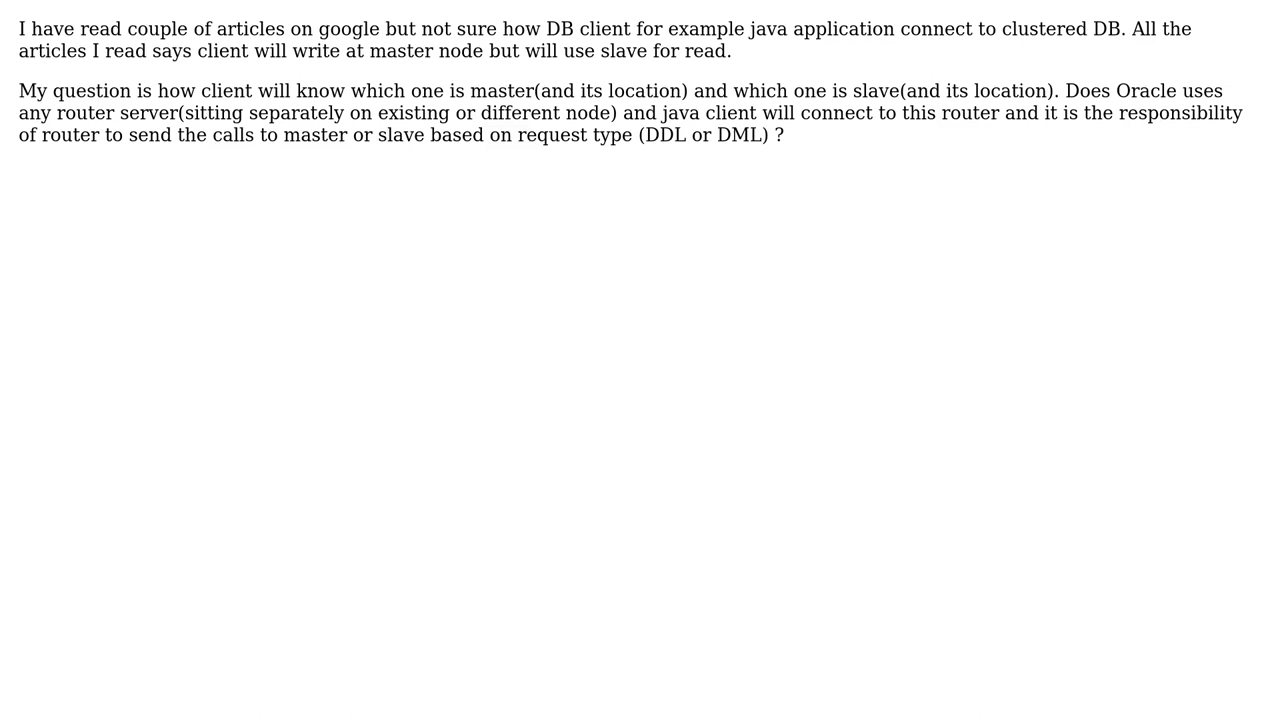 I have read couple of articles on google but not sure how DB client for example java application connect to clustered DB. All the
articles I read says client will write at master node but will use slave for read.
My question is how client will know which one is master(and its location) and which one is slave(and its location). Does Oracle uses
any router server(sitting separately on existing or different node) and java client will connect to this router and it is the responsibility
of router to send the calls to master or slave based on request type (DDL or DML) ?